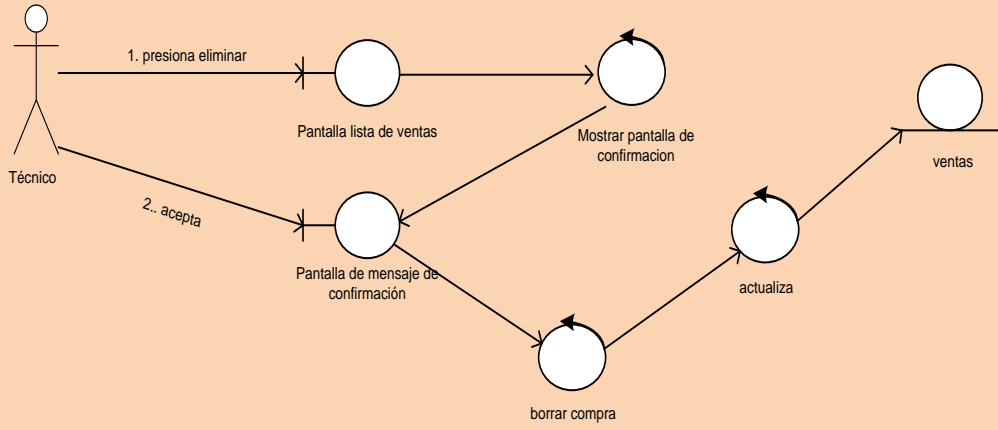 1. presiona eliminar
Pantalla lista de ventas
Mostrar pantalla de
confirmacion
ventas
Técnico
2.. acepta
Pantalla de mensaje de
confirmación
actualiza
borrar compra